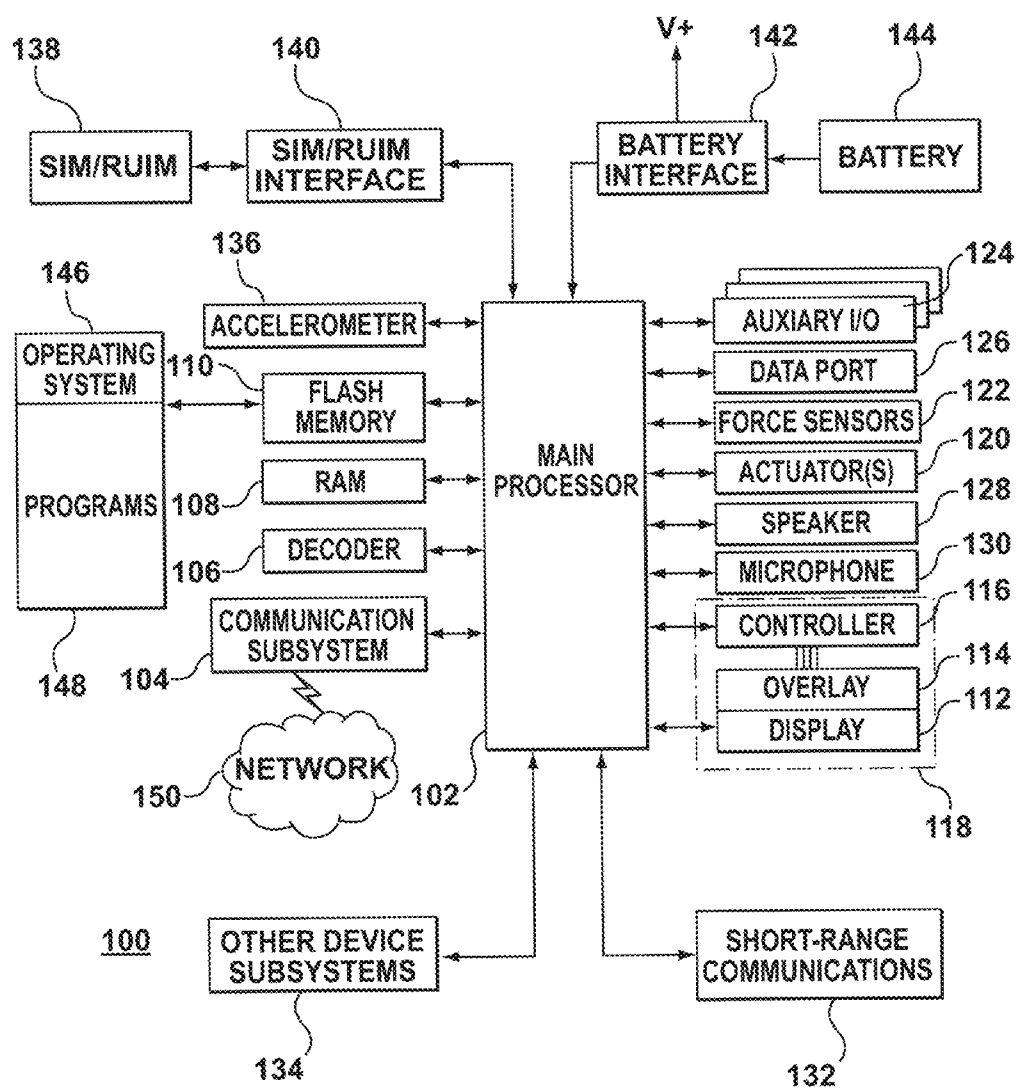 V+
138
140
142
144
SIM/RUIM
SIM/RUIM
INTERFACE
BATTERY
INTERFACE
BATTERY
136
146
124
ACCELEROMETER
AUXIARY I/O
OPERATING
SYSTEM
110
FLASH
MEMORY
DATA PORT
126
FORCE SENSORS
122
MAIN
PROCESSOR
ACTUATOR(S)
120
PROGRAMS
108
RAM
SPEAKER
128
106
DECODER
MICROPHONE
130
COMMUNICATION
SUBSYSTEM
CONTROLLER
116
148
104
OVERLAY
114
DISPLAY
112
NETWORK
150
102
118
100
OTHER DEVICE
SUBSYSTEMS
SHORT-RANGE
COMMUNICATIONS
134
132